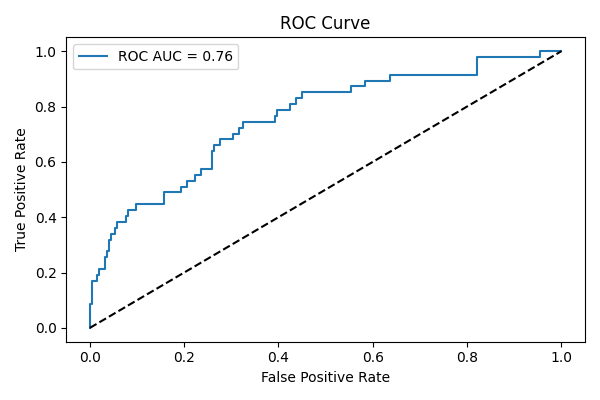 ROC Curve
ROC AUC = 0.76
True Positive Rate
1.0
0.8
0.6
0.4
0.2
0.0
0.0 0.2 0.4 0.6 0.8 1.0
False Positive Rate